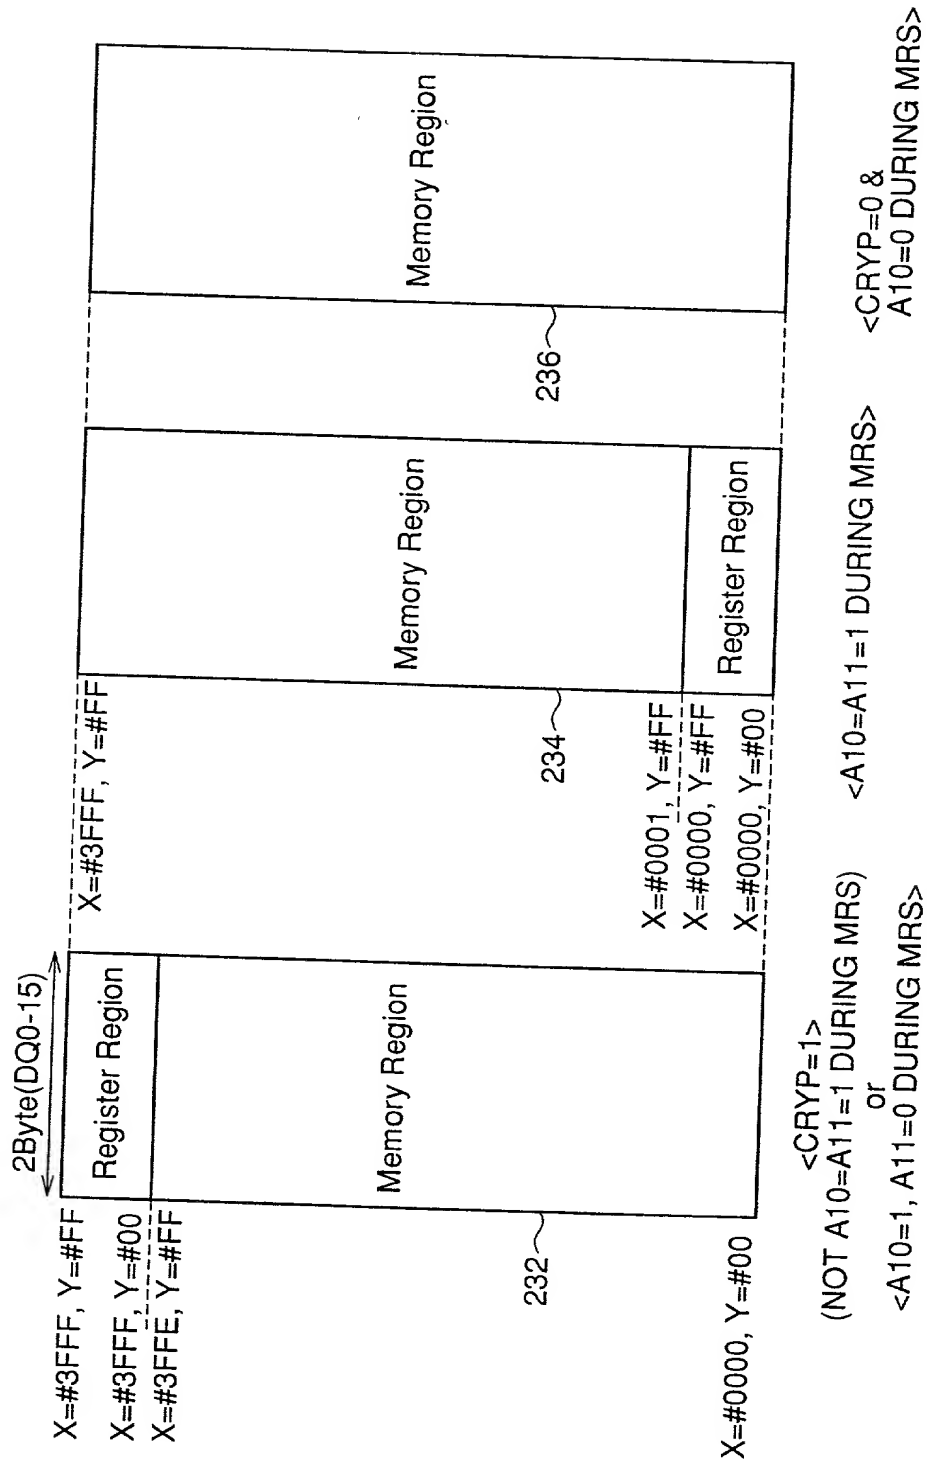 2Byte(DQ0-15)
X=#3FFF, Y=#FF
Register Region
X=#3FFF, Y=#00
X=#3FFE, Y=#FF
Memory Region
232
X=#0000, Y=#00
<CRYP=1>
(NOT A10=A11=1 DURING MRS)
or
<A10=1, A11=0 DURING MRS>
X=#3FFF, Y=#FF
Memory Region
234
X=#0001, Y=#FF
X=#0000, Y=#FF
Register Region
X=#0000, Y=#00
<A10=A11=1 DURING MRS>
Memory Region
236
<CRYP=0 &
A10=0 DURING MRS>